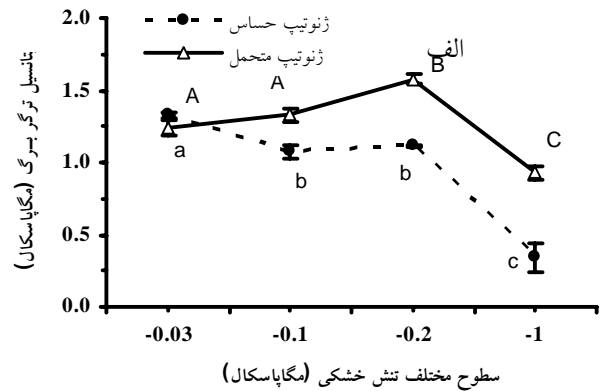 ژنوتیپ حساس
ژنوتیپ متحمل
الف
2.0
1.5
1.0
0.5
0.0
A
A
B
C
a
b
b
c
-0.03
-0.1
-0.2
-1
پتانسیل ترگر برگ (مگاپاسکال)
سطوح مختلف تنش خشکی (مگاپاسکال)